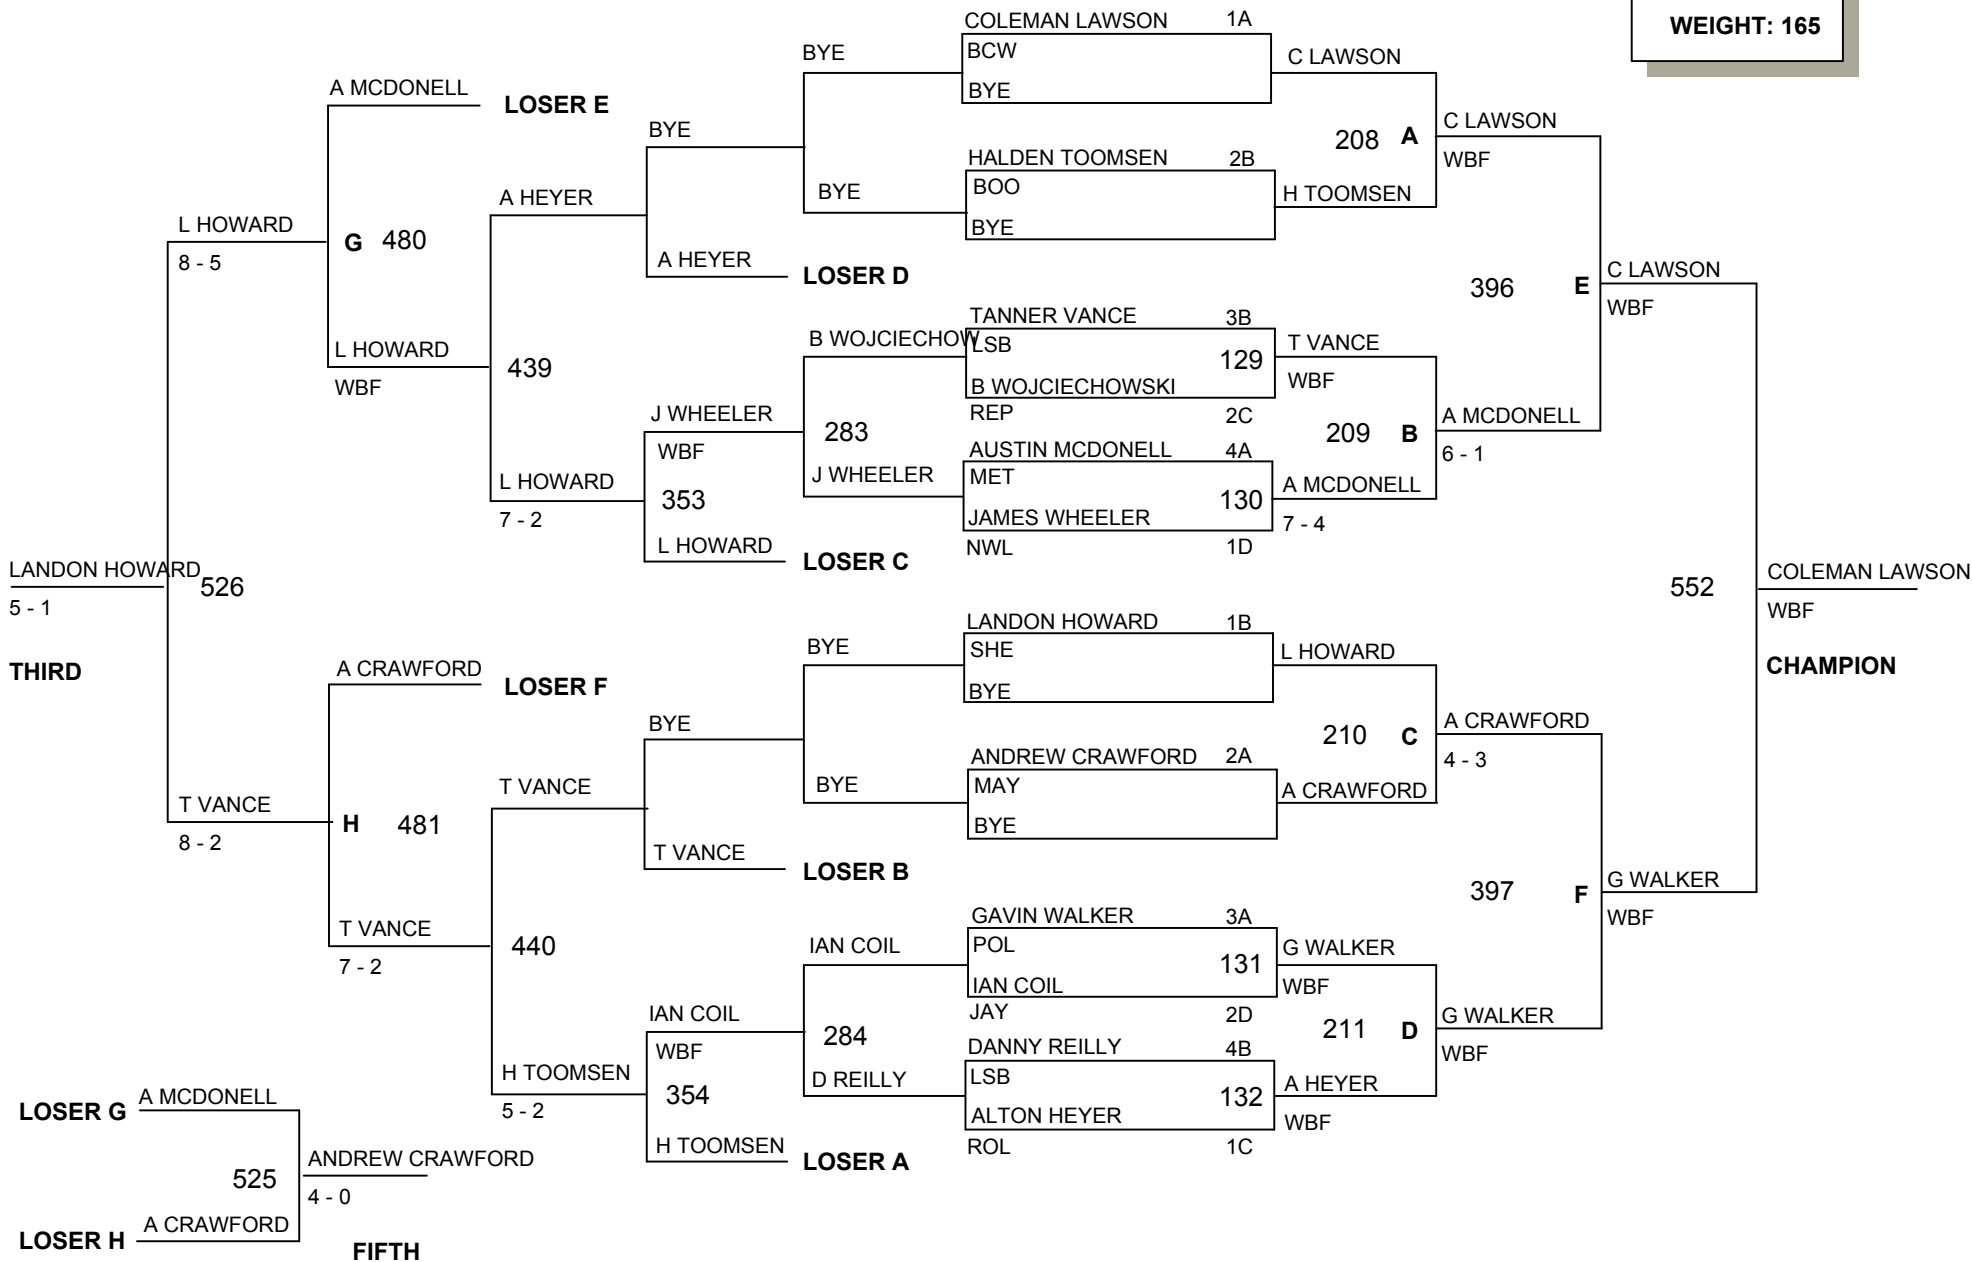 WEIGHT: 165
COLEMAN LAWSON 1A
BCW
BYE
HALDEN TOOMSEN 2B
BOO
BYE
TANNER VANCE 3B
LSB
129
B WOJCIECHOWSKI
REP 2C
AUSTIN MCDONELL 4A
MET
130
JAMES WHEELER
NWL 1D
LANDON HOWARD 1B
SHE
BYE
ANDREW CRAWFORD 2A
MAY
BYE
GAVIN WALKER 3A
POL
131
IAN COIL
JAY 2D
DANNY REILLY 4B
LSB
132
ALTON HEYER
ROL 1C
C LAWSON
208 A
H TOOMSEN
T VANCE
WBF
209 B
A MCDONELL
7 - 4
L HOWARD
210 C
A CRAWFORD
G WALKER
WBF
211 D
A HEYER
WBF
C LAWSON
WBF
396 E
A MCDONELL
6 - 1
A CRAWFORD
4 - 3
397 F
G WALKER
WBF
C LAWSON
WBF
552
G WALKER
WBF
COLEMAN LAWSON
WBF
CHAMPION
BYE
BYE
B WOJCIECHOW
283
J WHEELER
BYE
BYE
IAN COIL
284
D REILLY
BYE
A HEYER
LOSER D
J WHEELER
WBF
353
L HOWARD
LOSER C
BYE
T VANCE
LOSER B
IAN COIL
WBF
354
H TOOMSEN
LOSER A
A HEYER
439
L HOWARD
7 - 2
T VANCE
440
H TOOMSEN
5 - 2
A MCDONELL
LOSER E
G 480
L HOWARD
WBF
A CRAWFORD
LOSER F
H 481
T VANCE
7 - 2
L HOWARD
8 - 5
526
T VANCE
8 - 2
LANDON HOWARD
5 - 1
THIRD
LOSER G A MCDONELL
525
LOSER H A CRAWFORD
ANDREW CRAWFORD
4 - 0
FIFTH